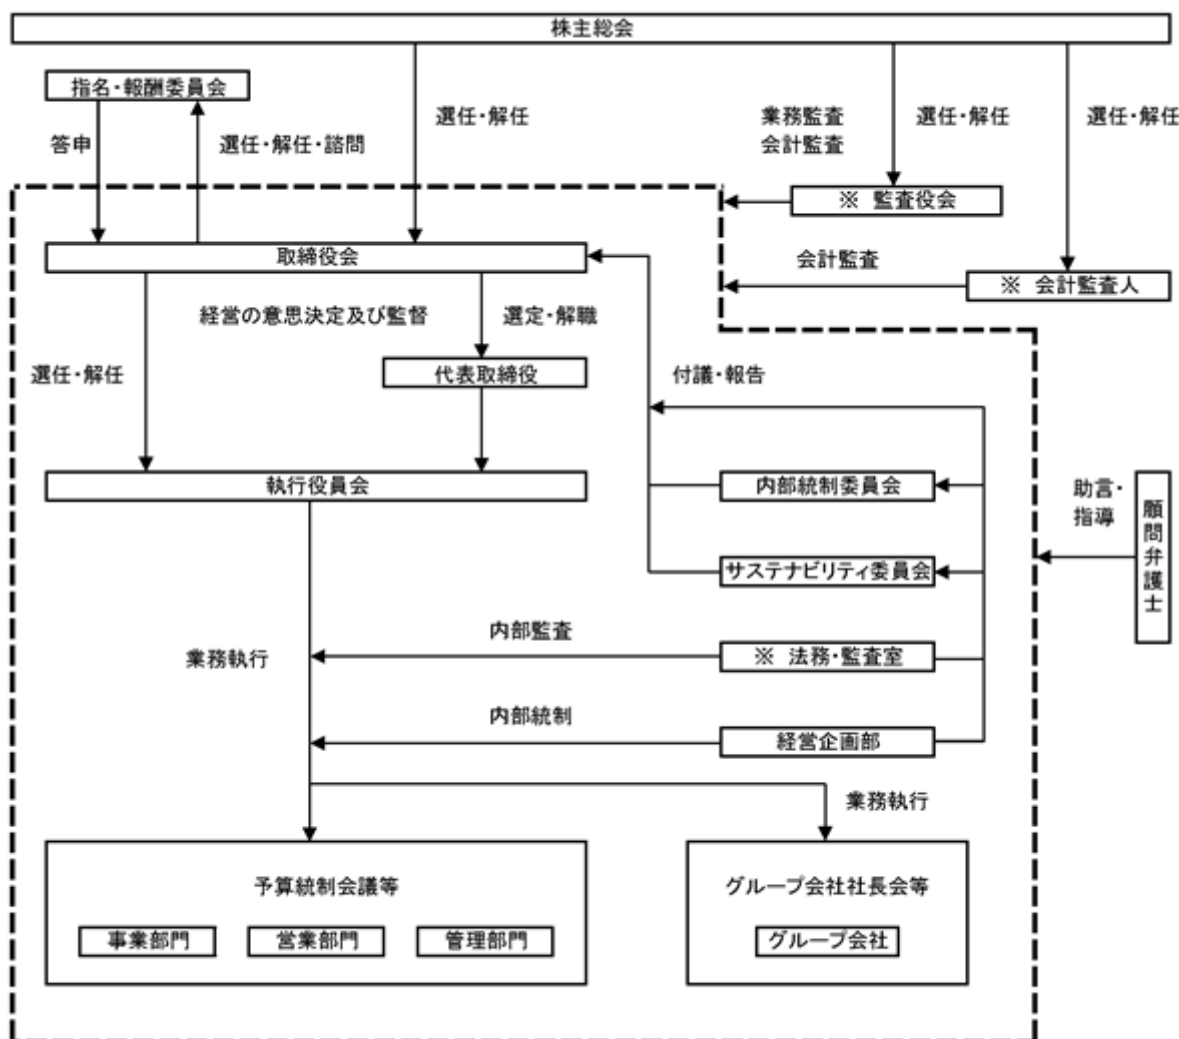 株主総会
指名・報酬委員会
選任・解任
業務監査
会計監査
選任・解任
選任・解任
答申
選任・解任・諮問
※ 監査役会
取締役会
会計監査
※ 会計監査人
経営の意思決定及び監督
選定・解職
選任・解任
代表取締役
付議・報告
執行役員会
内部統制委員会
助言・
指導
顧問弁護士
サステナビリティ委員会
内部監査
業務執行
※ 法務・監査室
内部統制
経営企画部
業務執行
予算統制会議等
グループ会社社長会等
事業部門
営業部門
管理部門
グループ会社